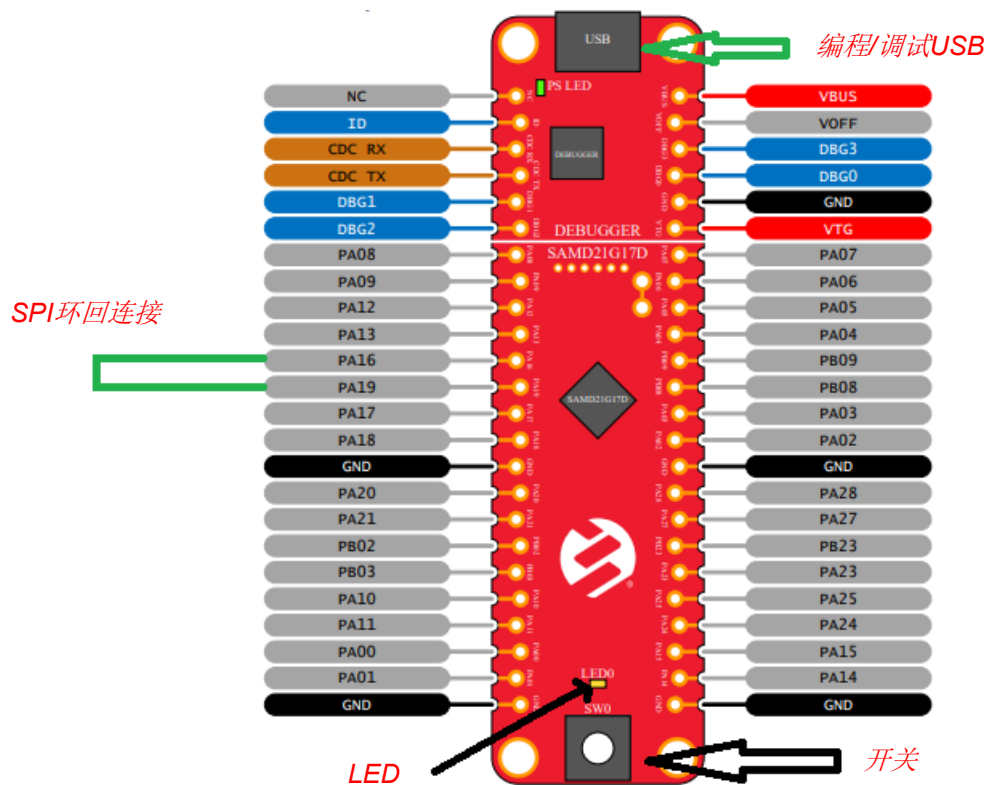 USB
编程/调试USB
PS LED
NC
VBUS
ID
VOFF
CDC RX
DEBUGGER
DBG3
CDC TX
DBG0
DBG1
GND
DBG2
DEBUGGER
VTG
SAMD21G17D
PA08
PA07
PA09
PA06
SPI环回连接
PA12
PA05
PA13
PA04
PA16
PB09
PA19
SAMD21G17D
PB08
PA17
PA03
PA18
PA02
GND
GND
PA20
PA28
PA21
PA27
PB02
PB23
PB03
PA23
PA10
PA25
PA11
PA24
PA00
PA15
PA01
LED0
PA14
GND
SW0
GND
LED
开关